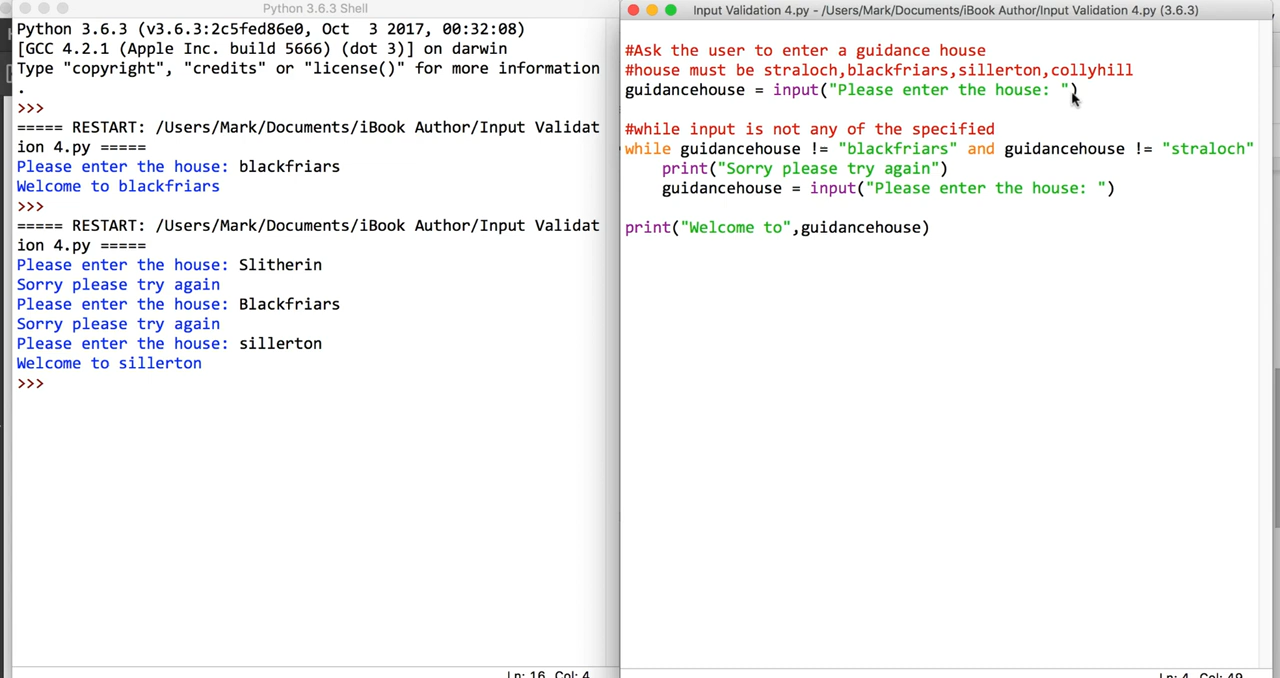 Python 3.6.3 Shell
Python 3.6.3 (v3.6.3:2c5fed86e0, Oct  3 2017, 00:32:08)
[GCC 4.2.1 (Apple Inc. build 5666) (dot 3)] on darwin
Type "copyright", "credits" or "license()" for more information
.
>>>
===== RESTART: /Users/Mark/Documents/iBook Author/Input Validat
ion 4.py =====
Please enter the house: blackfriars
Welcome to blackfriars
>>>
===== RESTART: /Users/Mark/Documents/iBook Author/Input Validat
ion 4.py =====
Please enter the house: Slitherin
Sorry please try again
Please enter the house: Blackfriars
Sorry please try again
Please enter the house: sillerton
Welcome to sillerton
>>>
Ln: 16 Col: 4
Input Validation 4.py - /Users/Mark/Documents/iBook Author/Input Validation 4.py (3.6.3)
#Ask the user to enter a guidance house
#house must be straloch,blackfriars,sillerton,collyhill
guidancehouse = input("Please enter the house: ")
#while input is not any of the specified
while guidancehouse != "blackfriars" and guidancehouse != "straloch"
    print("Sorry please try again")
    guidancehouse = input("Please enter the house: ")
print("Welcome to",guidancehouse)
Ln: 4 Col: 49